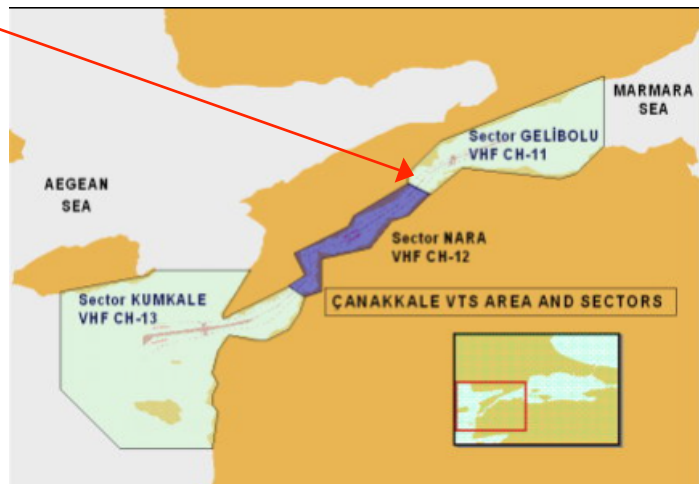 MARMARA
SEA
Sector GELİBOLU
VHF CH-11
AEGEAN
SEA
Sector NARA
VHF CH-12
Sector KUMKALE
VHF CH-13
ÇANAKKALE VTS AREA AND SECTORS